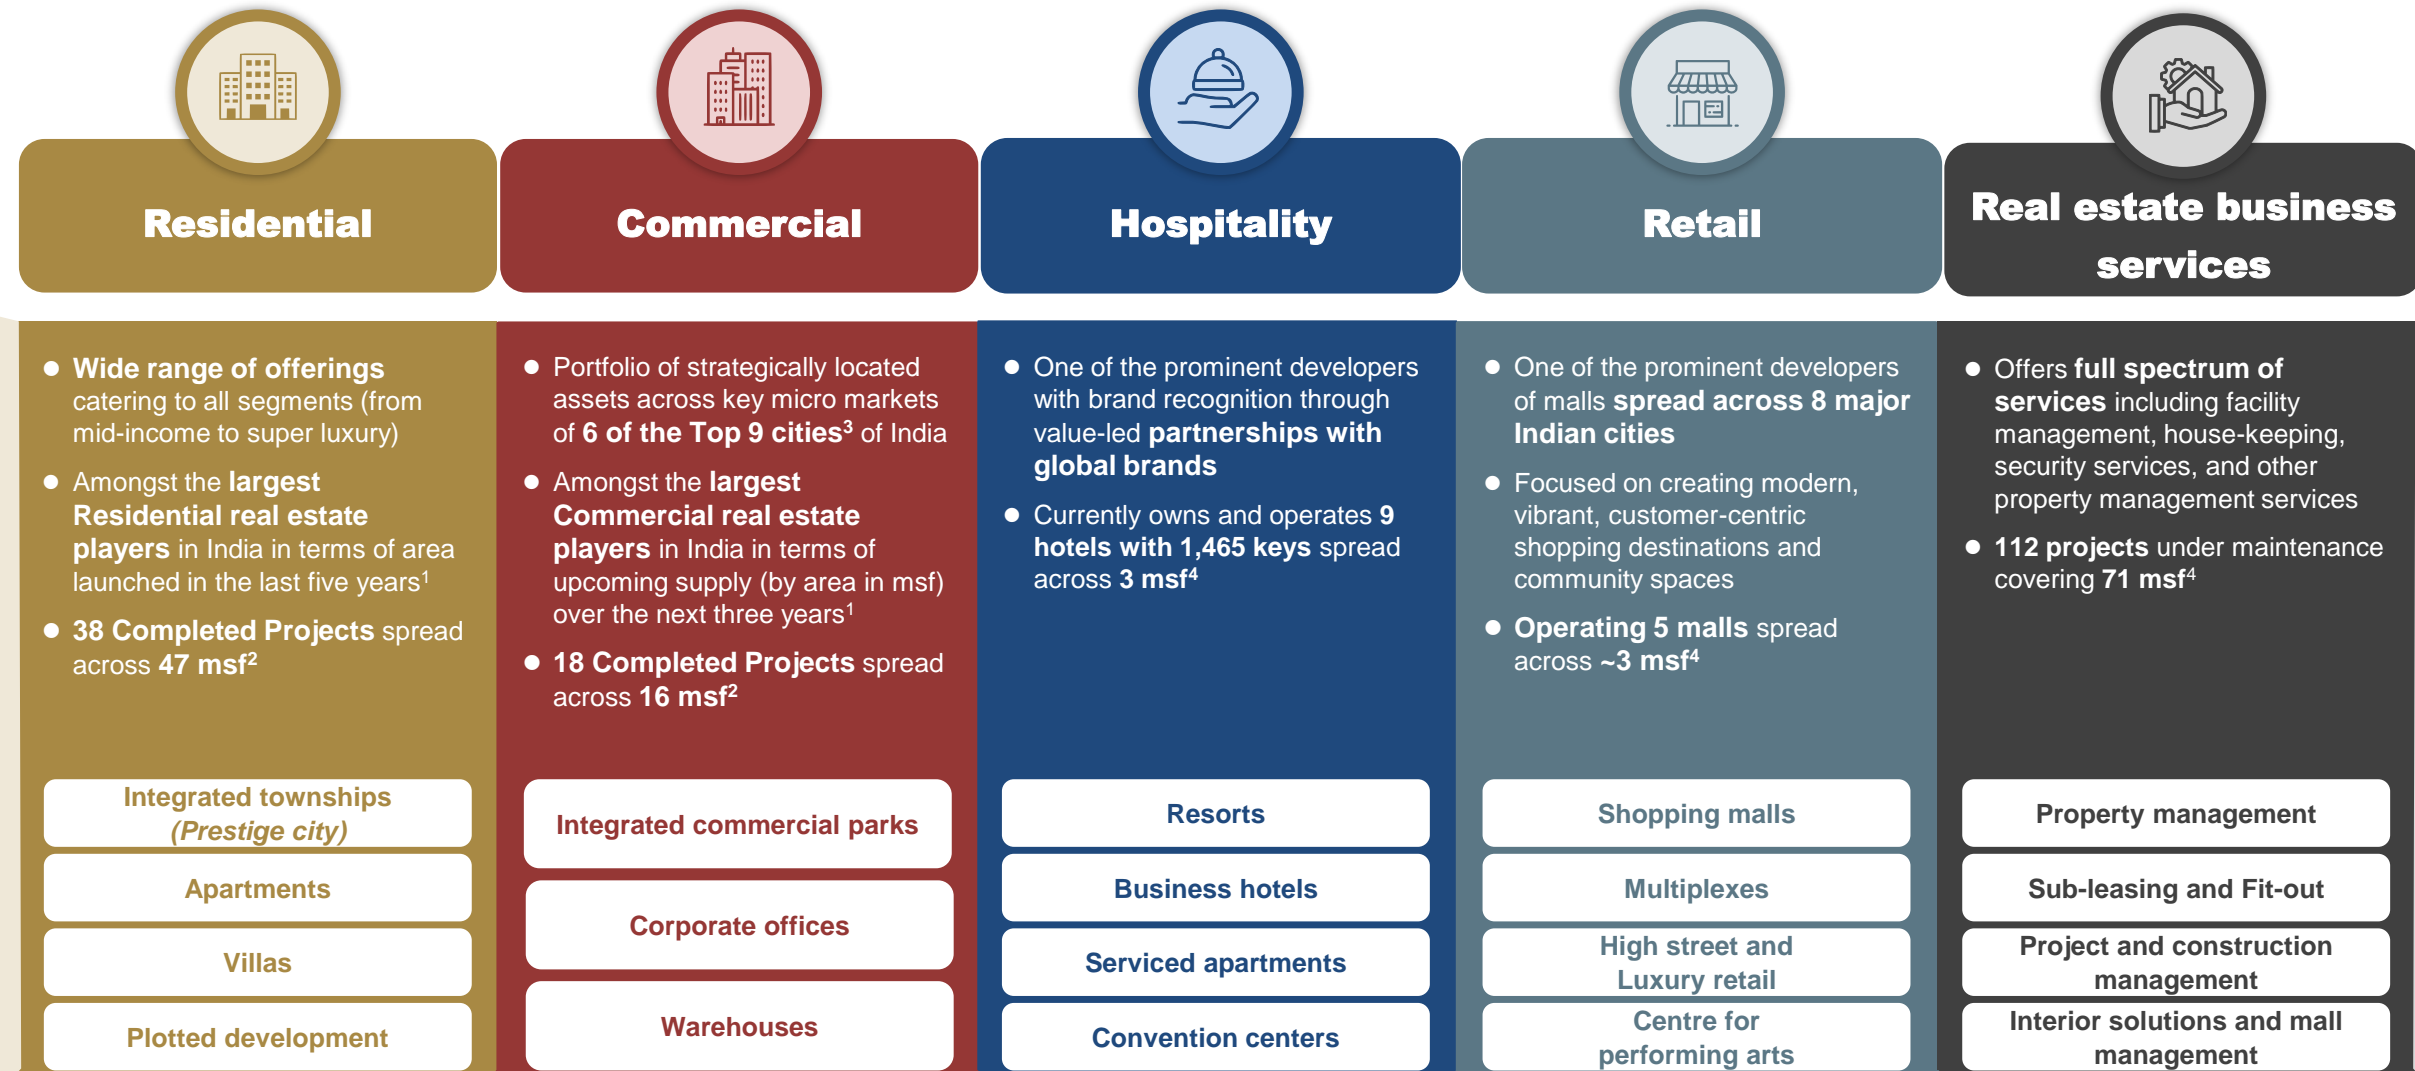 Residential
Commercial
Hospitality
Retail
Real estate business
services
● Wide range of offerings
catering to all segments (from
mid-income to super luxury)
● Amongst the largest
Residential real estate
players in India in terms of area
launched in the last five years¹
● 38 Completed Projects spread
across 47 msf²
Integrated townships
(Prestige city)
Apartments
Villas
Plotted development
● Portfolio of strategically located
assets across key micro markets
of 6 of the Top 9 cities³ of India
● Amongst the largest
Commercial real estate
players in India in terms of
upcoming supply (by area in msf)
over the next three years¹
● 18 Completed Projects spread
across 16 msf²
Integrated commercial parks
Corporate offices
Warehouses
● One of the prominent developers
with brand recognition through
value-led partnerships with
global brands
● Currently owns and operates 9
hotels with 1,465 keys spread
across 3 msf⁴
Resorts
Business hotels
Serviced apartments
Convention centers
● One of the prominent developers
of malls spread across 8 major
Indian cities
● Focused on creating modern,
vibrant, customer-centric
shopping destinations and
community spaces
● Operating 5 malls spread
across ~3 msf⁴
Shopping malls
Multiplexes
High street and
Luxury retail
Centre for
performing arts
● Offers full spectrum of
services including facility
management, house-keeping,
security services, and other
property management services
● 112 projects under maintenance
covering 71 msf⁴
Property management
Sub-leasing and Fit-out
Project and construction
management
Interior solutions and mall
management